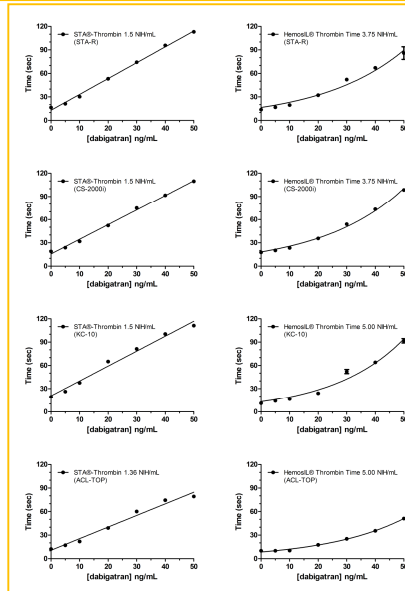 STA®-Thrombin 1.5 NIH/mL
(STA-R)
Time (sec)
120
90
60
30
0
0 10 20 30 40 50
[dabigatran] ng/mL
HemosIL® Thrombin Time 3.75 NIH/mL
(STA-R)
Time (sec)
120
90
60
30
0
0 10 20 30 40 50
[dabigatran] ng/mL
STA®-Thrombin 1.5 NIH/mL
(CS-2000i)
Time (sec)
120
90
60
30
0
0 10 20 30 40 50
[dabigatran] ng/mL
HemosIL® Thrombin Time 3.75 NIH/mL
(CS-2000i)
Time (sec)
120
90
60
30
0
0 10 20 30 40 50
[dabigatran] ng/mL
STA®-Thrombin 1.5 NIH/mL
(KC-10)
Time (sec)
120
90
60
30
0
0 10 20 30 40 50
[dabigatran] ng/mL
HemosIL® Thrombin Time 5.00 NIH/mL
(KC-10)
Time (sec)
120
90
60
30
0
0 10 20 30 40 50
[dabigatran] ng/mL
STA®-Thrombin 1.36 NIH/mL
(ACL-TOP)
Time (sec)
120
90
60
30
0
0 10 20 30 40 50
[dabigatran] ng/mL
HemosIL® Thrombin Time 5.00 NIH/mL
(ACL-TOP)
Time (sec)
120
90
60
30
0
0 10 20 30 40 50
[dabigatran] ng/mL